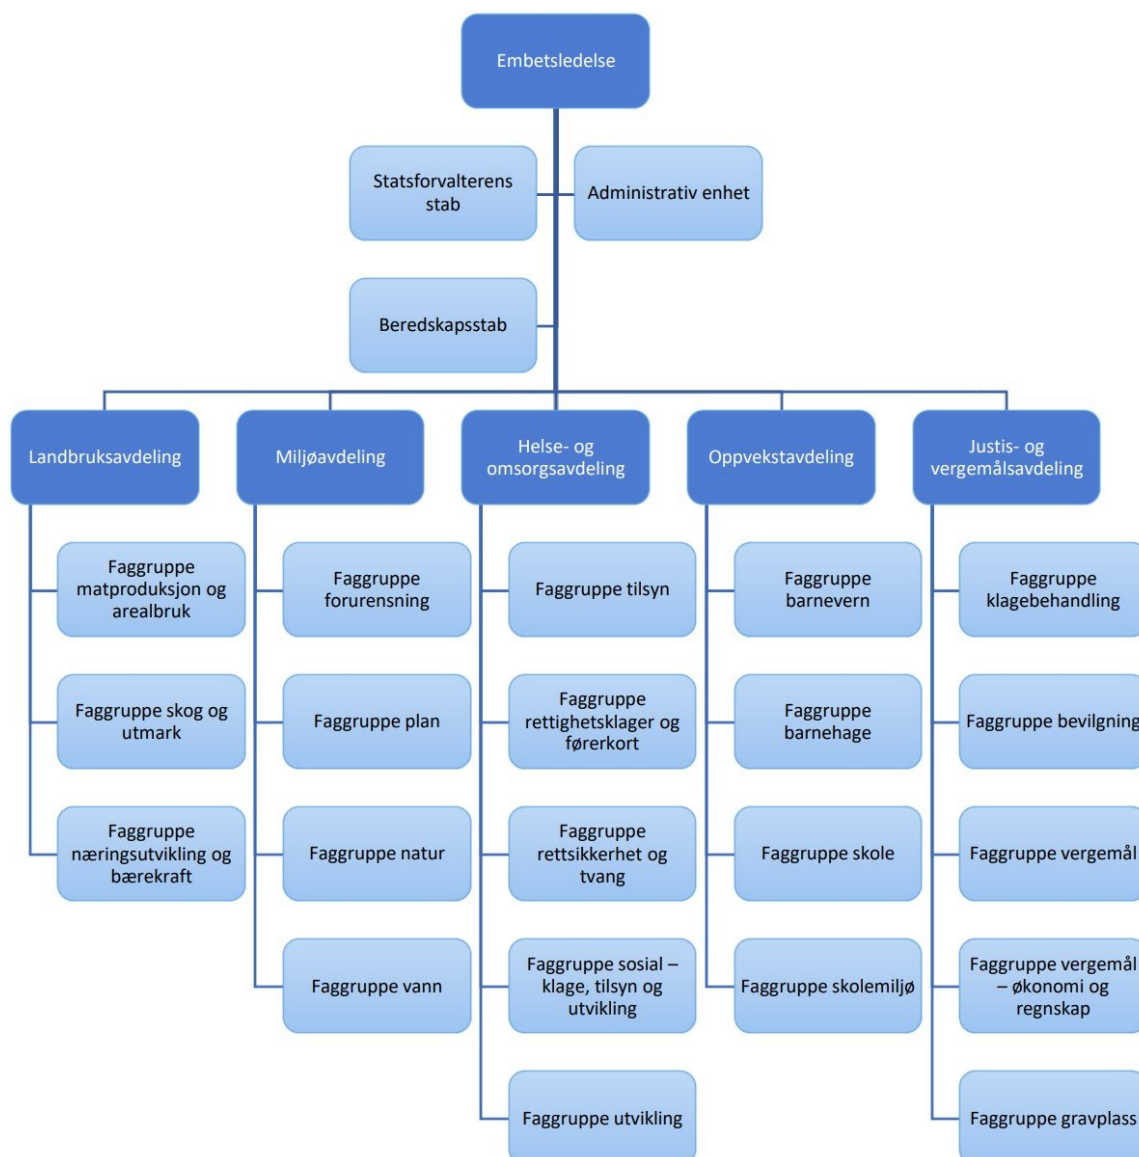 Embetsledelse
Statsforvalterens
stab
Administrativ enhet
Beredskapsstab
Landbruksavdeling
Miljøavdeling
Helse- og
omsorgsavdeling
Oppvekstavdeling
Justis- og
vergemålsavdeling
Faggruppe
matproduksjon og
arealbruk
Faggruppe skog og
utmark
Faggruppe
næringsutvikling og
bærekraft
Faggruppe
forurensning
Faggruppe plan
Faggruppe natur
Faggruppe vann
Faggruppe tilsyn
Faggruppe
rettighetsklager og
førerkort
Faggruppe
rettsikkerhet og
tvang
Faggruppe sosial –
klage, tilsyn og
utvikling
Faggruppe utvikling
Faggruppe
barnevern
Faggruppe
barnehage
Faggruppe skole
Faggruppe skolemiljø
Faggruppe
klagebehandling
Faggruppe bevilgning
Faggruppe vergemål
Faggruppe vergemål
– økonomi og
regnskap
Faggruppe gravplass